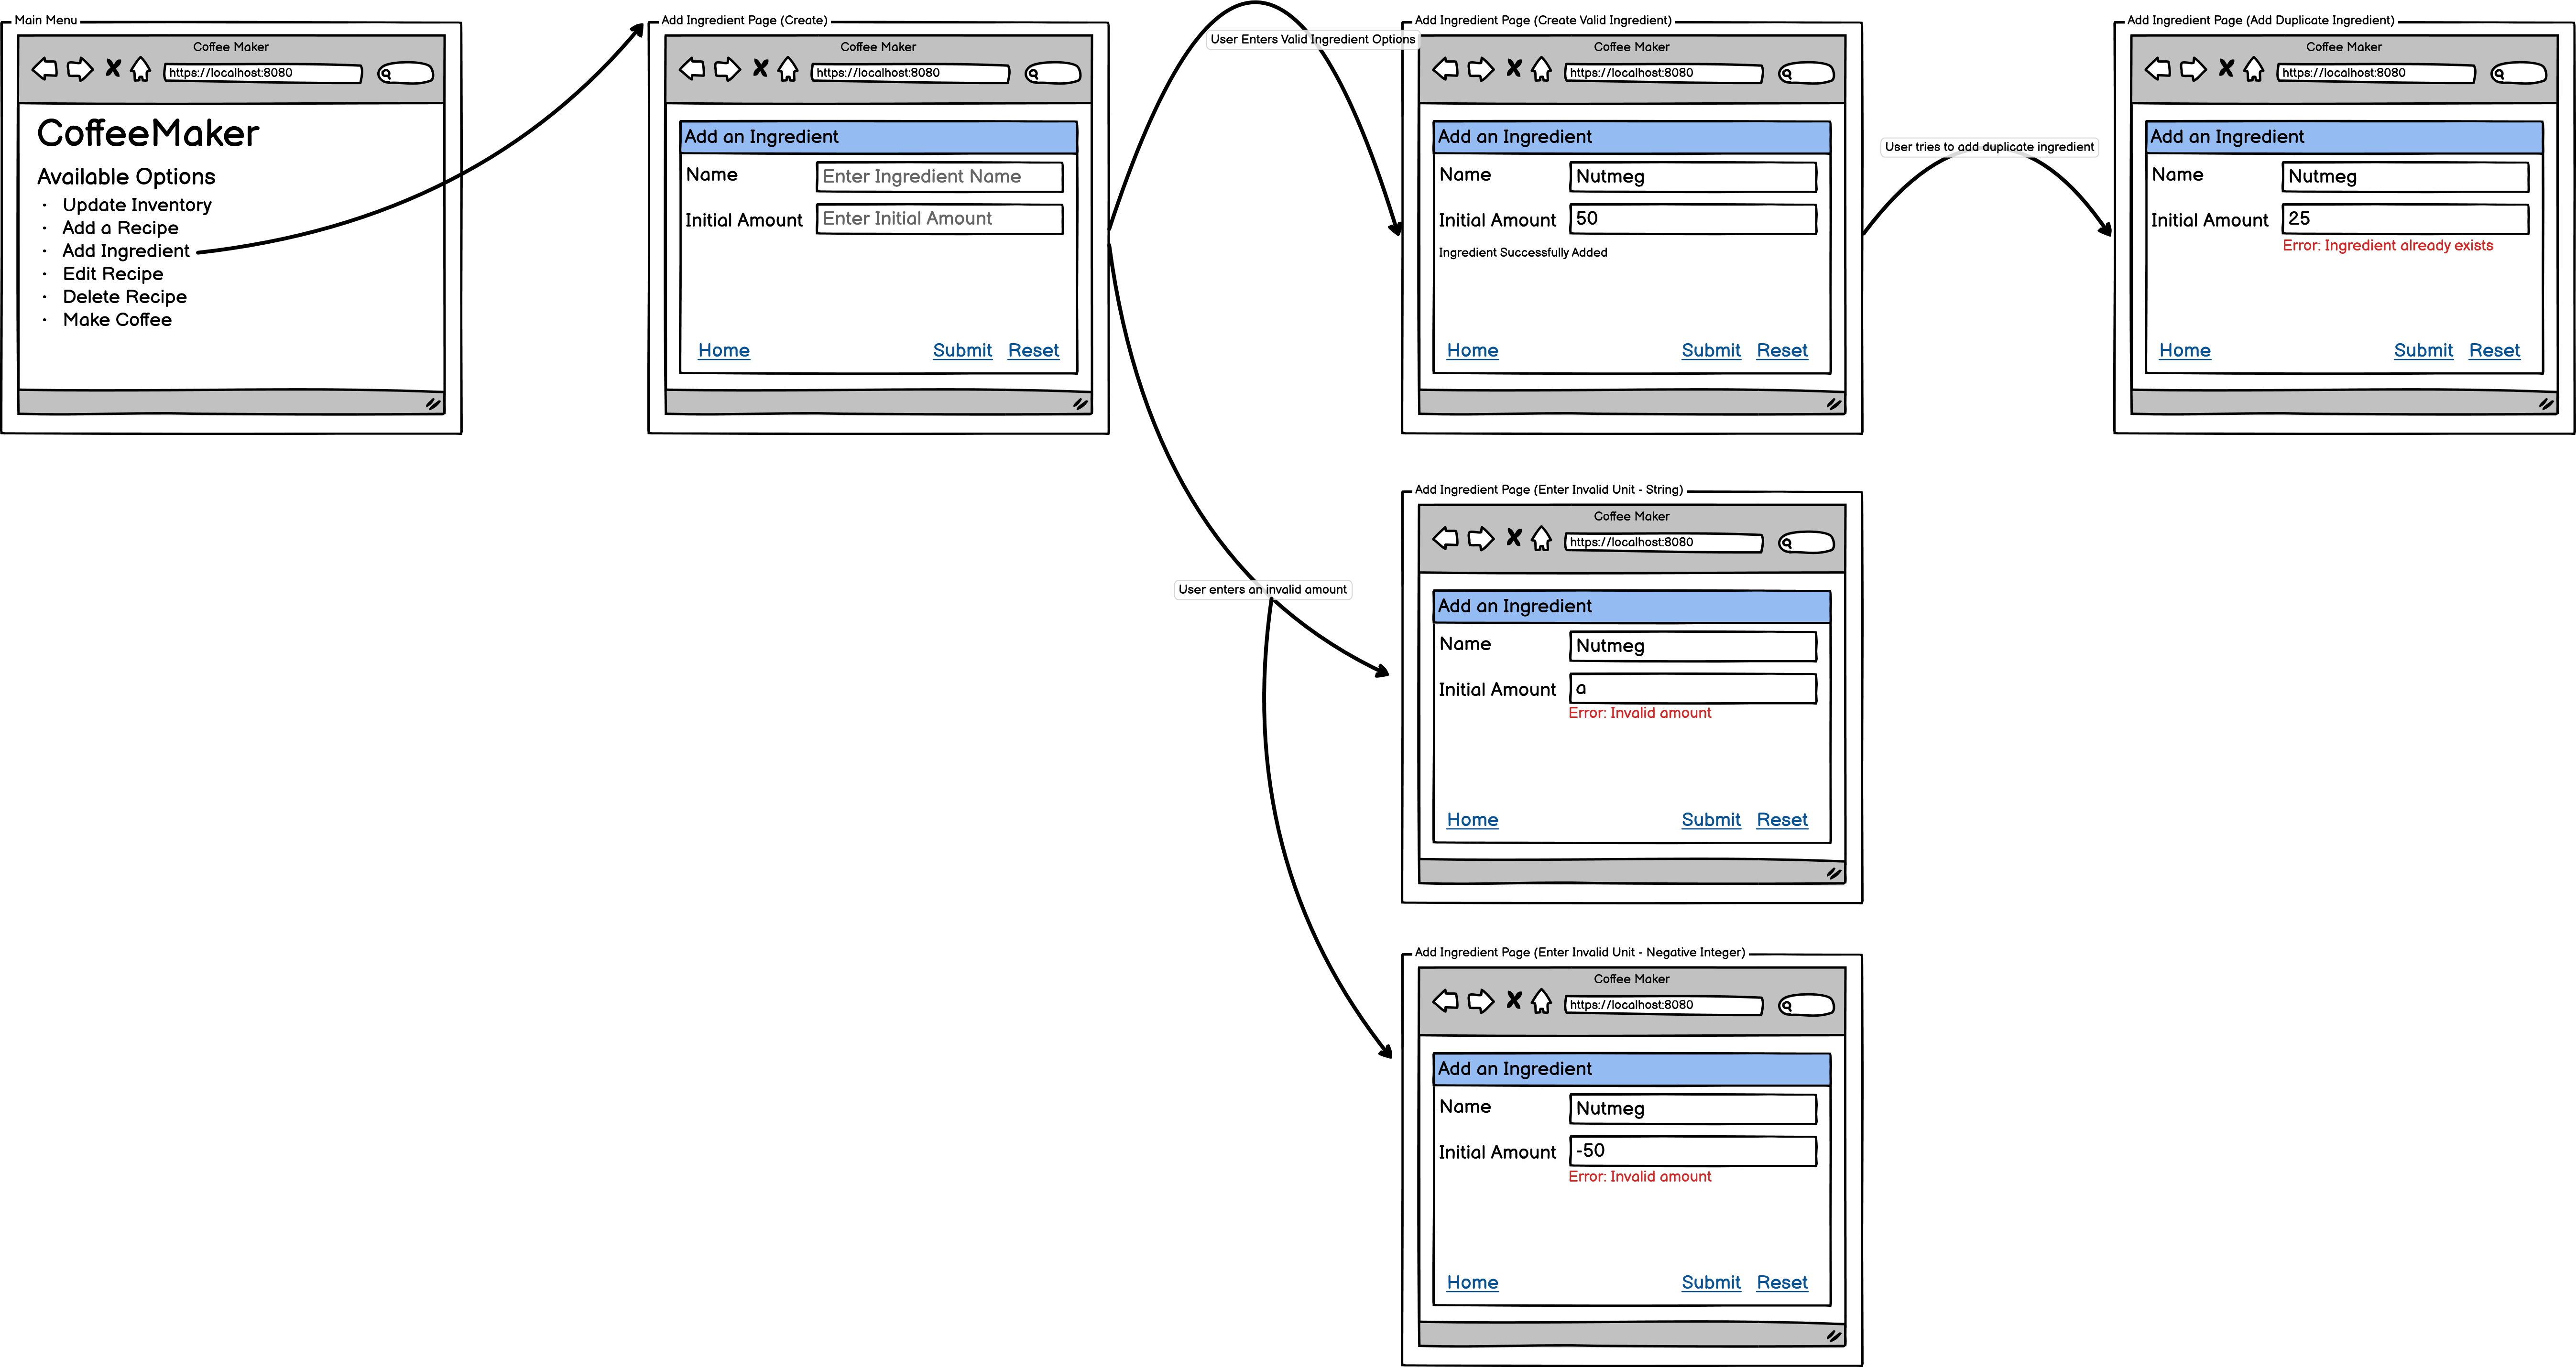 Main Menu
Coffee Maker
https://localhost:8080
CoffeeMaker
Available Options
· Update Inventory
· Add a Recipe
· Add Ingredient
· Edit Recipe
· Delete Recipe
· Make Coffee
Add Ingredient Page (Create)
Coffee Maker
https://localhost:8080
Add an Ingredient
Name Enter Ingredient Name
Initial Amount Enter Initial Amount
Home Submit Reset
User Enters Valid Ingredient Options
Add Ingredient Page (Create Valid Ingredient)
Coffee Maker
https://localhost:8080
Add an Ingredient
Name Nutmeg
Initial Amount 50
Ingredient Successfully Added
Home Submit Reset
User tries to add duplicate ingredient
Add Ingredient Page (Add Duplicate Ingredient)
Coffee Maker
https://localhost:8080
Add an Ingredient
Name Nutmeg
Initial Amount 25
Error: Ingredient already exists
Home Submit Reset
User enters an invalid amount
Add Ingredient Page (Enter Invalid Unit - String)
Coffee Maker
https://localhost:8080
Add an Ingredient
Name Nutmeg
Initial Amount a
Error: Invalid amount
Home Submit Reset
Add Ingredient Page (Enter Invalid Unit - Negative Integer)
Coffee Maker
https://localhost:8080
Add an Ingredient
Name Nutmeg
Initial Amount -50
Error: Invalid amount
Home Submit Reset